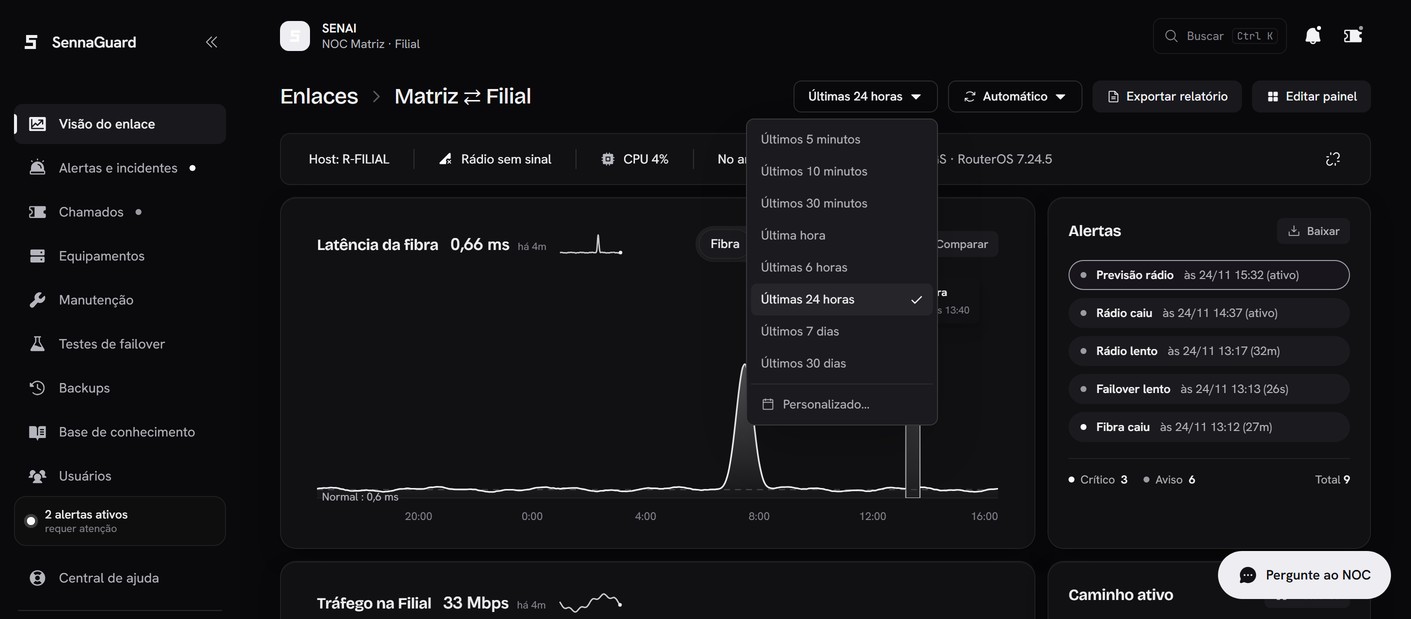 SennaGuard
SENAI
NOC Matriz · Filial
Buscar Ctrl K
Enlaces > Matriz ⇄ Filial
Últimas 24 horas
Automático
Exportar relatório
Editar painel
Visão do enlace
Alertas e incidentes
Chamados
Equipamentos
Manutenção
Testes de failover
Backups
Base de conhecimento
Usuários
2 alertas ativos
requer atenção
Central de ajuda
Host: R-FILIAL
Rádio sem sinal
CPU 4%
· RouterOS 7.24.5
Últimos 5 minutos
Últimos 10 minutos
Últimos 30 minutos
Última hora
Últimas 6 horas
Últimas 24 horas
Últimos 7 dias
Últimos 30 dias
Personalizado...
Latência da fibra 0,66 ms há 4m
Fibra
Comparar
13:40
Normal : 0,6 ms
20:00 0:00 4:00 8:00 12:00 16:00
Alertas
Baixar
Previsão rádio às 24/11 15:32 (ativo)
Rádio caiu às 24/11 14:37 (ativo)
Rádio lento às 24/11 13:17 (32m)
Failover lento às 24/11 13:13 (26s)
Fibra caiu às 24/11 13:12 (27m)
Crítico 3 Aviso 6 Total 9
Tráfego na Filial 33 Mbps há 4m
Caminho ativo
Pergunte ao NOC